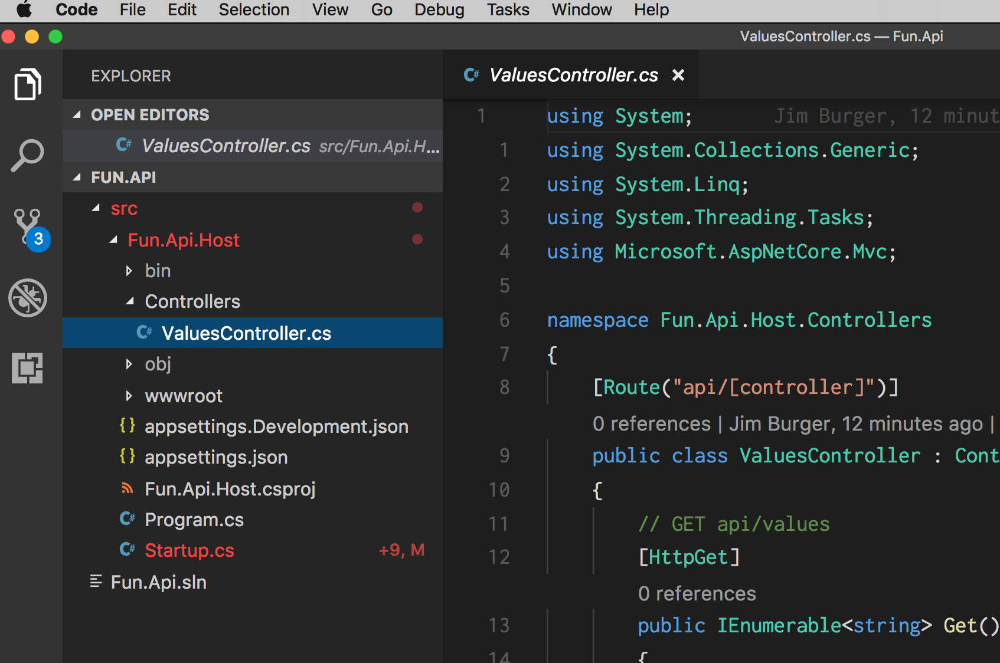 Code File Edit Selection View Go Debug Tasks Window Help
ValuesController.cs — Fun.Api
EXPLORER
OPEN EDITORS
C# ValuesController.cs src/Fun.Api.H...
FUN.API
src
Fun.Api.Host
bin
Controllers
C# ValuesController.cs
obj
wwwroot
{} appsettings.Development.json
{} appsettings.json
Fun.Api.Host.csproj
C# Program.cs
C# Startup.cs +9, M
Fun.Api.sln
3
C# ValuesController.cs ×
1 using System; Jim Burger, 12 minut
1 using System.Collections.Generic;
2 using System.Linq;
3 using System.Threading.Tasks;
4 using Microsoft.AspNetCore.Mvc;
5
6 namespace Fun.Api.Host.Controllers
7 {
8 [Route("api/[controller]")]
0 references | Jim Burger, 12 minutes ago |
9 public class ValuesController : Cont
10 {
11 // GET api/values
12 [HttpGet]
0 references
13 public IEnumerable<string> Get()
14 {